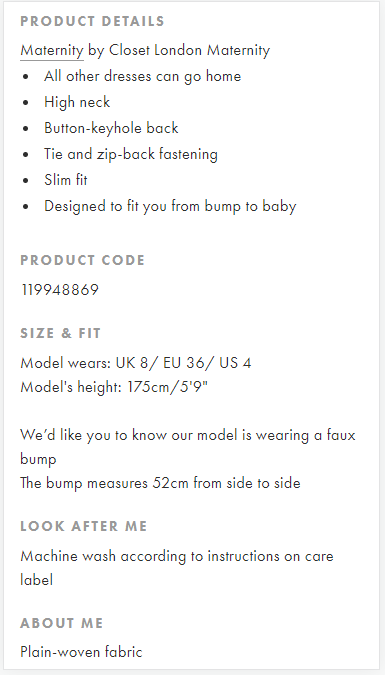 PRODUCT DETAILS
Maternity by Closet London Maternity
• All other dresses can go home
• High neck
• Button-keyhole back
• Tie and zip-back fastening
• Slim fit
• Designed to fit you from bump to baby
PRODUCT CODE
119948869
SIZE & FIT
Model wears: UK 8/ EU 36/ US 4
Model's height: 175cm/5'9"
We’d like you to know our model is wearing a faux
bump
The bump measures 52cm from side to side
LOOK AFTER ME
Machine wash according to instructions on care
label
ABOUT ME
Plain-woven fabric